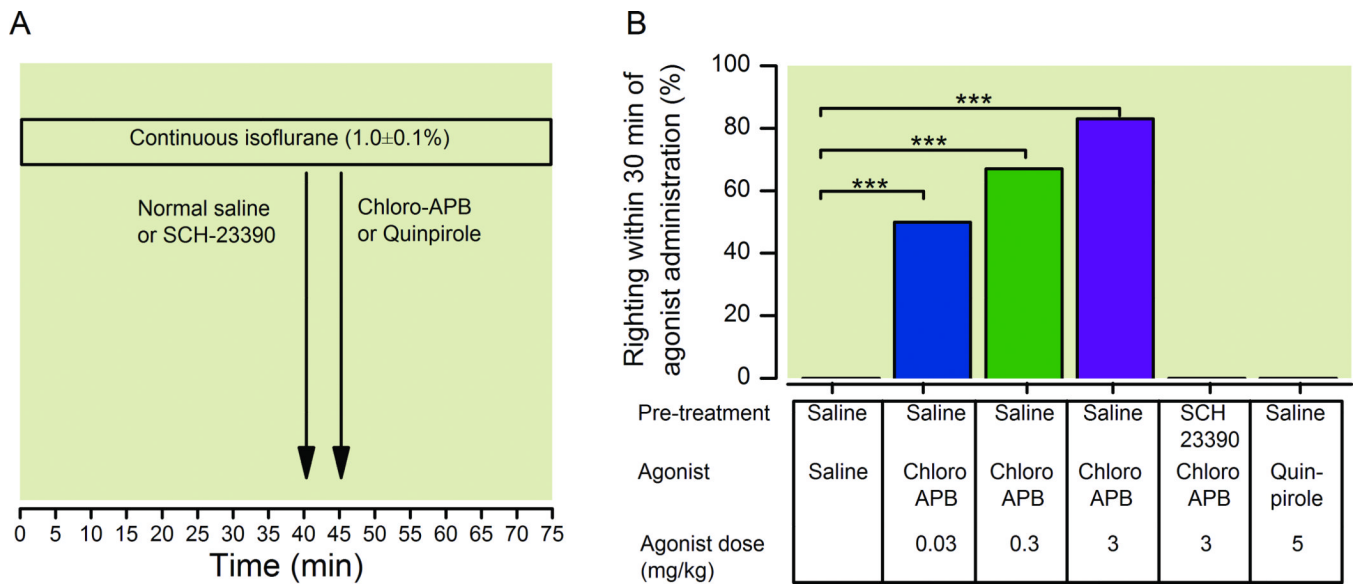 A
Continuous isoflurane (1.0±0.1%)
Normal saline
or SCH-23390
Chloro-APB
or Quinpirole
0 5 10 15 20 25 30 35 40 45 50 55 60 65 70 75
Time (min)
B
Righting within 30 min of
agonist administration (%)
100
80
60
40
20
0
***
***
***
Pre-treatment Saline Saline Saline Saline SCH Saline
23390
Agonist Saline Chloro Chloro Chloro Chloro Quin-
APB APB APB APB pirole
Agonist dose 0.03 0.3 3 3 5
(mg/kg)